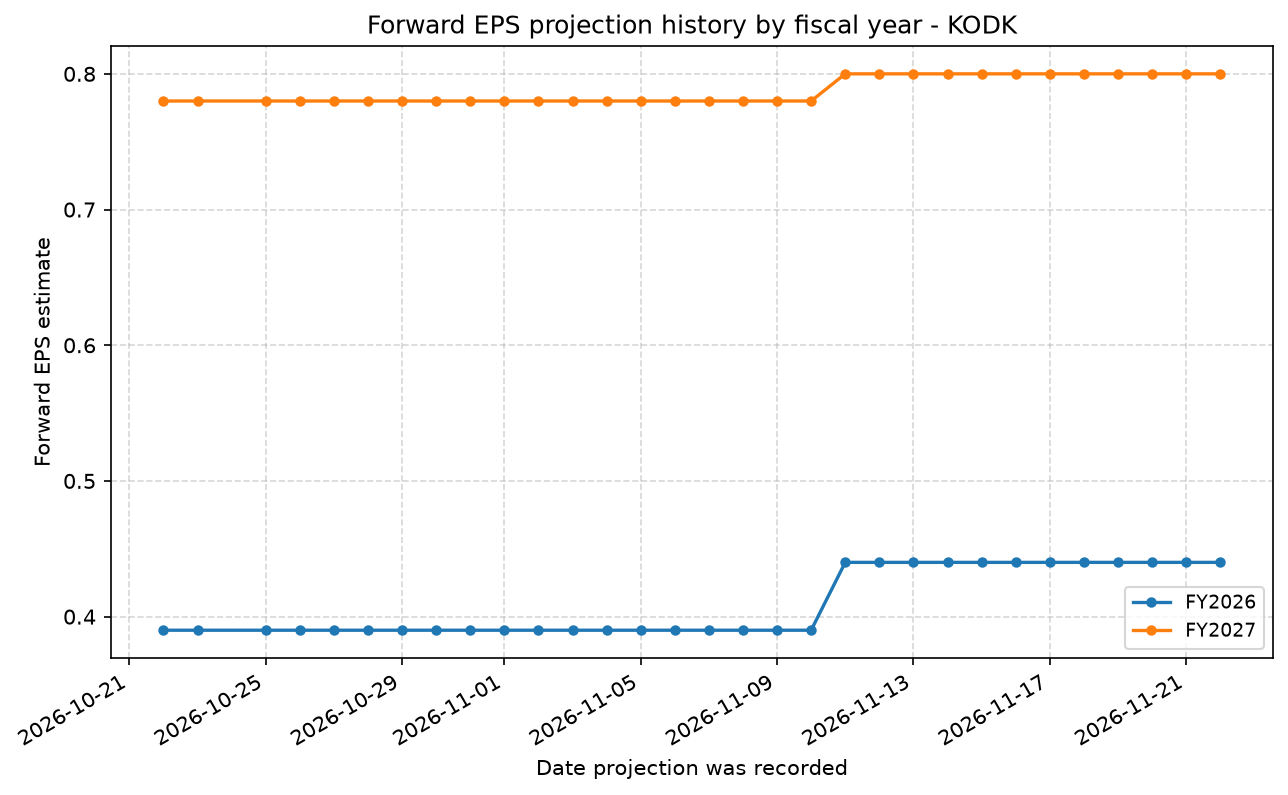 Forward EPS projection history by fiscal year - KODK
Forward EPS estimate
0.8
0.7
0.6
0.5
0.4
FY2026
FY2027
2026-10-21
2026-10-25
2026-10-29
2026-11-01
2026-11-05
2026-11-09
2026-11-13
2026-11-17
2026-11-21
Date projection was recorded